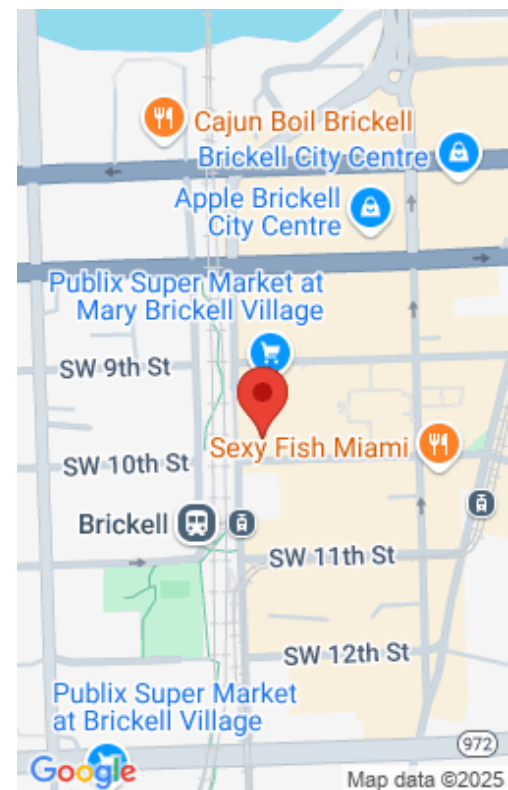 Cajun Boil Brickell
Brickell City Centre
Apple Brickell
City Centre
Publix Super Market at
Mary Brickell Village
SW 9th St
Sexy Fish Miami
SW 10th St
Brickell
SW 11th St
SW 12th St
Publix Super Market
at Brickell Village
972
Google
Map data ©2025